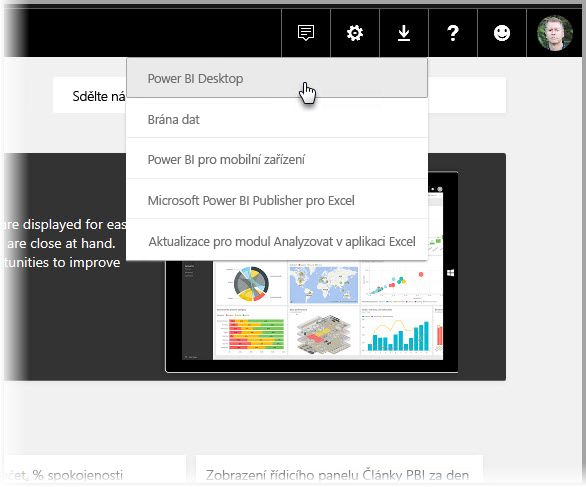 Power BI Desktop
Sdělte ná
Brána dat
Power BI pro mobilní zařízení
Microsoft Power BI Publisher pro Excel
Aktualizace pro modul Analyzovat v aplikaci Excel
are displayed for eas
are close at hand.
rtunities to improve
čet, % spokojenosti
Zobrazení řídicího panelu Články PBI za den